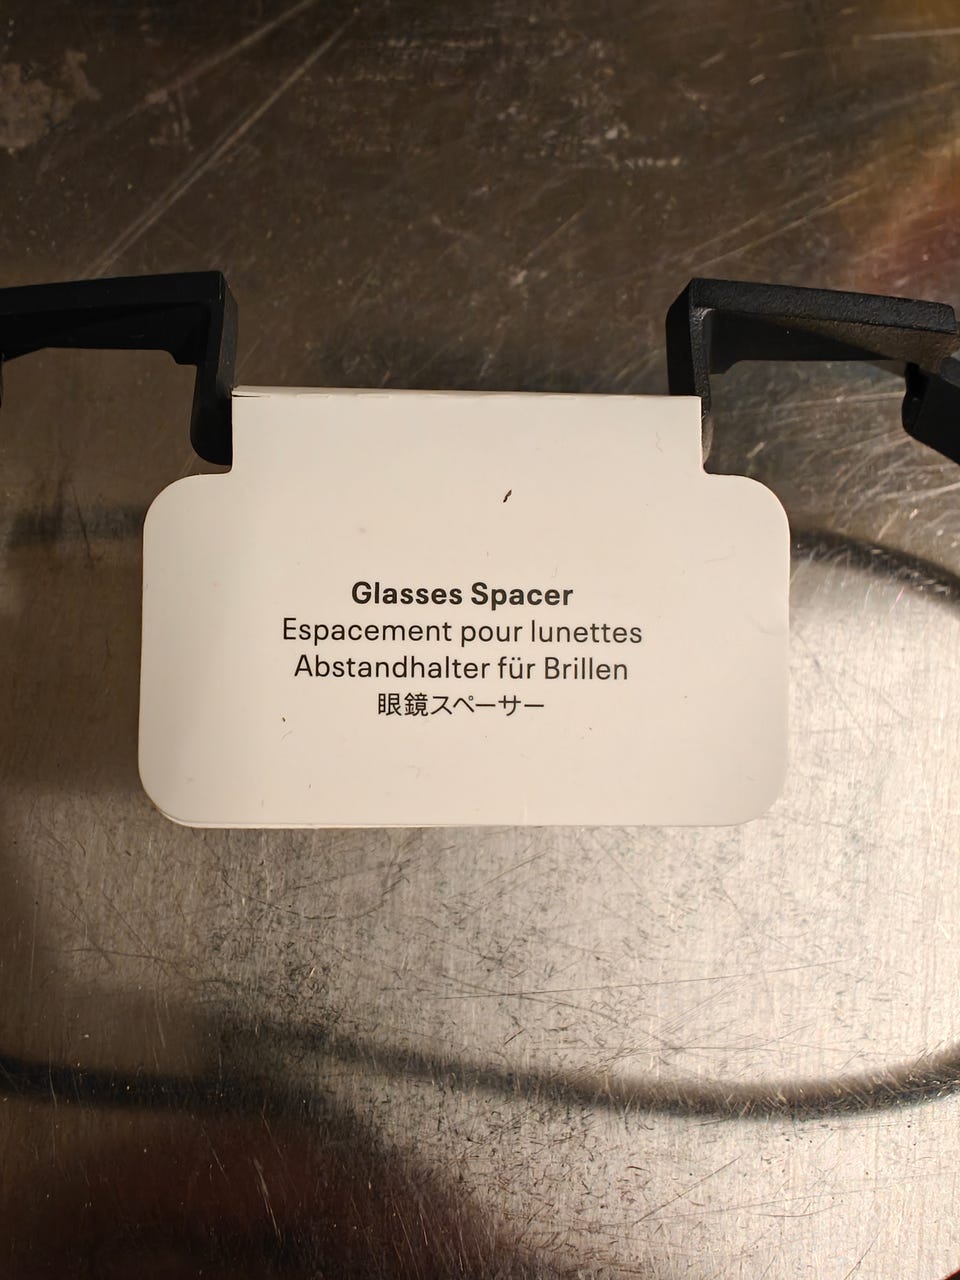 Glasses Spacer
Espacement pour lunettes
Abstandhalter für Brillen
眼鏡スペーサー